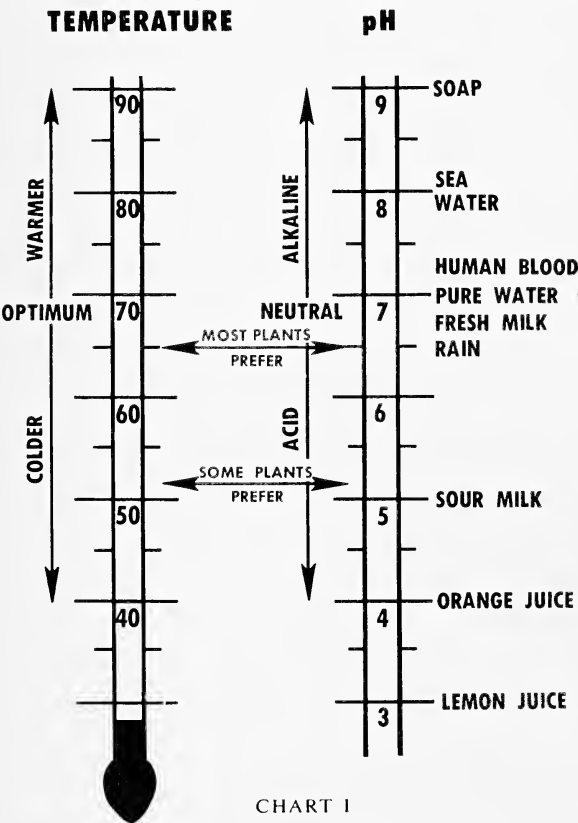 TEMPERATURE
pH
90
80
70
60
50
40
WARMER
OPTIMUM
COLDER
MOST PLANTS
PREFER
SOME PLANTS
PREFER
ALKALINE
NEUTRAL
ACID
9
8
7
6
5
4
3
SOAP
SEA
WATER
HUMAN BLOOD
PURE WATER
FRESH MILK
RAIN
SOUR MILK
ORANGE JUICE
LEMON JUICE
CHART I